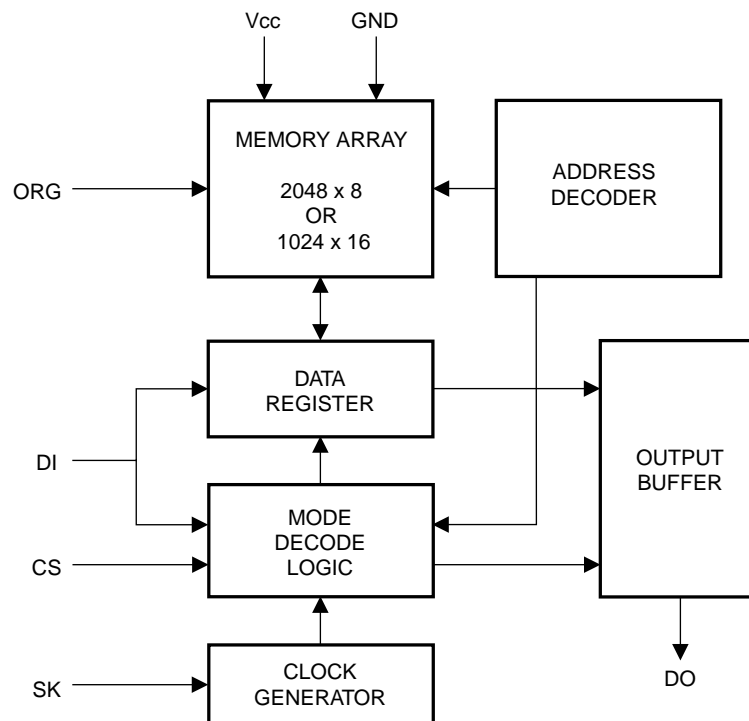 Vcc
GND
MEMORY ARRAY
2048 x 8
OR
1024 x 16
ADDRESS
DECODER
ORG
DATA
REGISTER
DI
OUTPUT
BUFFER
MODE
DECODE
LOGIC
CS
CLOCK
GENERATOR
SK
DO